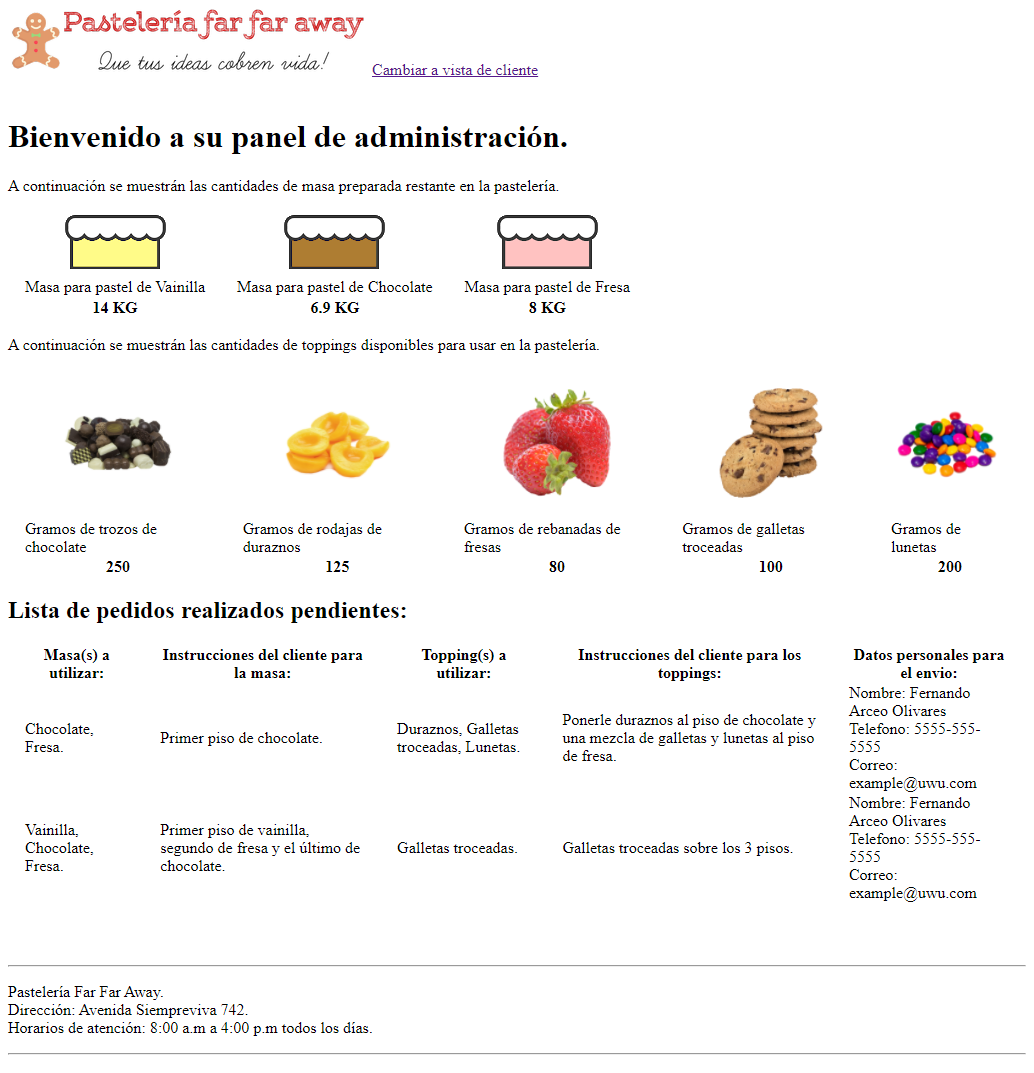 Pastelería far far away
Que tus ideas cobren vida!
Cambiar a vista de cliente
Bienvenido a su panel de administración.
A continuación se muestrán las cantidades de masa preparada restante en la pastelería.
Masa para pastel de Vainilla
14 KG
Masa para pastel de Chocolate
6.9 KG
Masa para pastel de Fresa
8 KG
A continuación se muestrán las cantidades de toppings disponibles para usar en la pastelería.
Gramos de trozos de
chocolate
250
Gramos de rodajas de
duraznos
125
Gramos de rebanadas de
fresas
80
Gramos de galletas
troceadas
100
Gramos de
lunetas
200
Lista de pedidos realizados pendientes:
Masa(s) a
utilizar:
Instrucciones del cliente para
la masa:
Topping(s) a
utilizar:
Instrucciones del cliente para los
toppings:
Datos personales para
el envio:
Chocolate,
Fresa.
Primer piso de chocolate.
Duraznos, Galletas
troceadas, Lunetas.
Ponerle duraznos al piso de chocolate y
una mezcla de galletas y lunetas al piso
de fresa.
Nombre: Fernando
Arceo Olivares
Telefono: 5555-555-
5555
Correo:
example@uwu.com
Vainilla,
Chocolate,
Fresa.
Primer piso de vainilla,
segundo de fresa y el último de
chocolate.
Galletas troceadas.
Galletas troceadas sobre los 3 pisos.
Nombre: Fernando
Arceo Olivares
Telefono: 5555-555-
5555
Correo:
example@uwu.com
Pastelería Far Far Away.
Dirección: Avenida Siempreviva 742.
Horarios de atención: 8:00 a.m a 4:00 p.m todos los días.